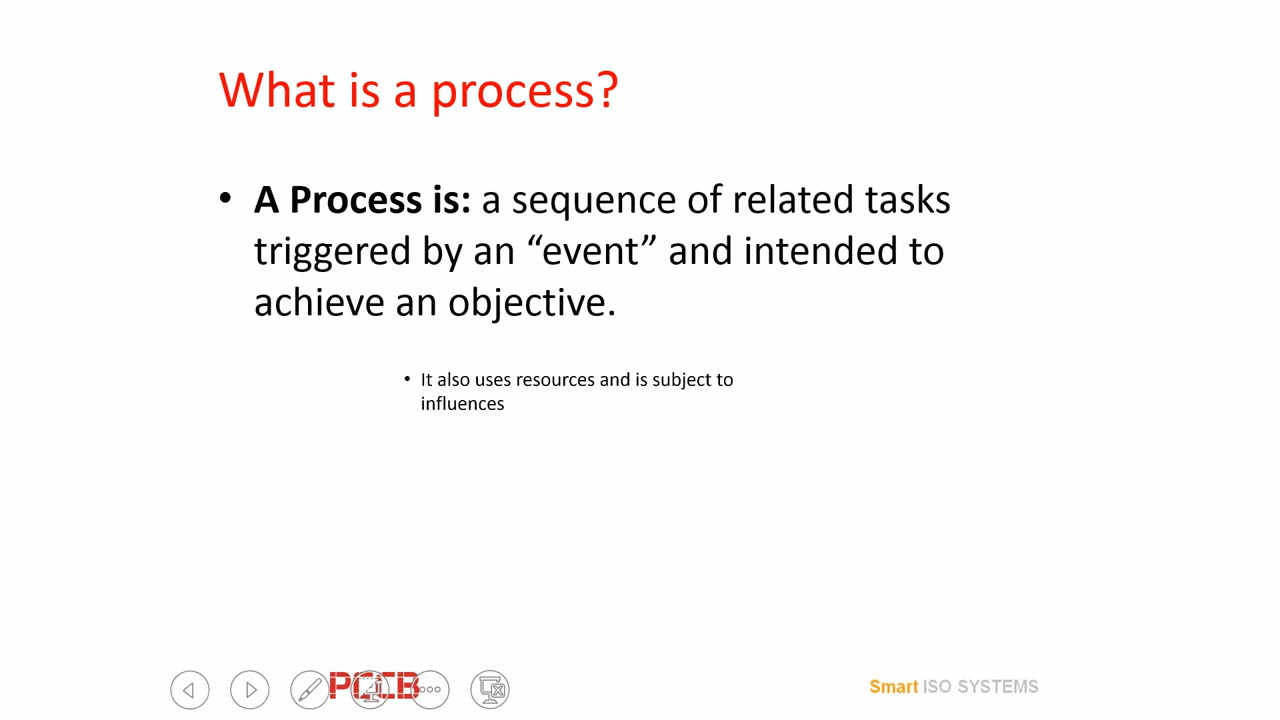 What is a process?
• A Process is: a sequence of related tasks
triggered by an “event” and intended to
achieve an objective.
• It also uses resources and is subject to
influences
Smart ISO SYSTEMS